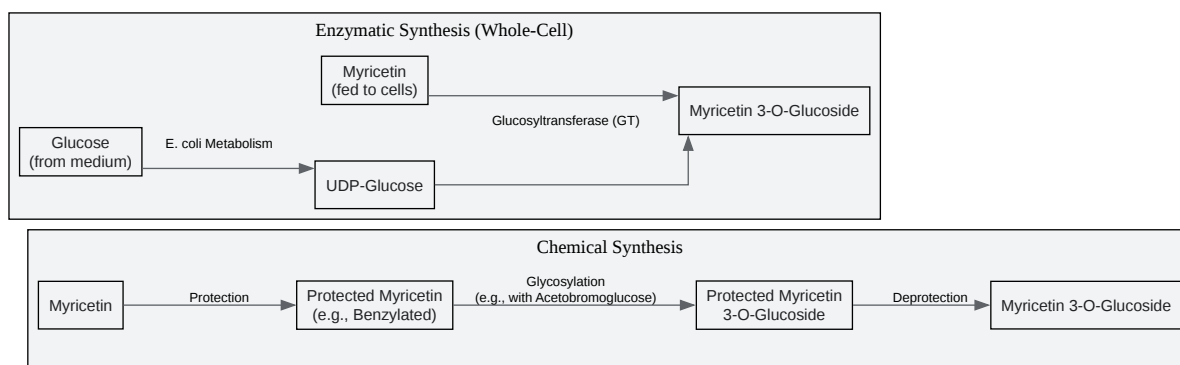 Enzymatic Synthesis (Whole-Cell)
Myricetin
(fed to cells)
Glucosyltransferase (GT)
Myricetin 3-O-Glucoside
Glucose
(from medium)
E. coli Metabolism
UDP-Glucose
Chemical Synthesis
Myricetin
Protection
Protected Myricetin
(e.g., Benzylated)
Glycosylation
(e.g., with Acetobromoglucose)
Protected Myricetin
3-O-Glucoside
Deprotection
Myricetin 3-O-Glucoside